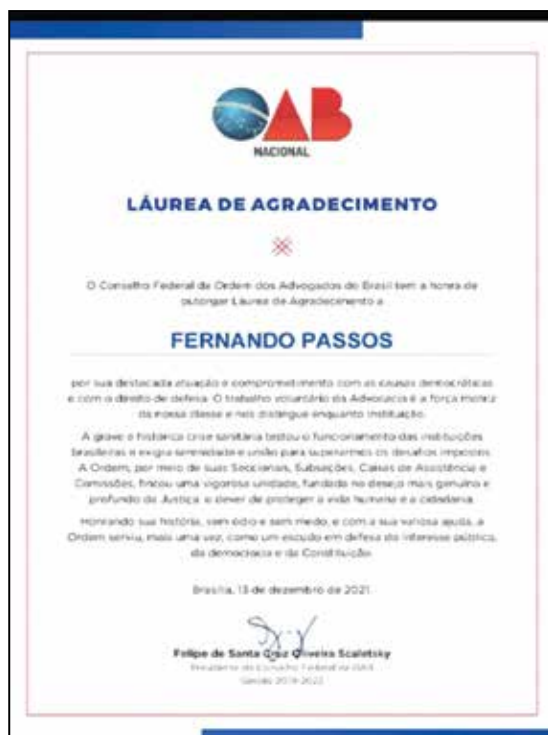 OAB
NACIONAL
LÁUREA DE AGRADECIMENTO
O Conselho Federal da Ordem dos Advogados do Brasil tem a honra de
outorgar Láurea de Agradecimento a
FERNANDO PASSOS
por sua destacada atuação e comprometimento com as causas democráticas
e com o direito de defesa. O trabalho voluntário da Advocacia é a força motriz
da nossa classe e nos distingue enquanto instituição.
A grave e histórica crise sanitária testou o funcionamento das instituições
brasileiras e exigiu serenidade e união para superarmos os desafios impostos.
A Ordem, por meio de suas Seccionais, Subseções, Caixas de Assistência e
Comissões, fincou uma vigorosa unidade, fundada no desejo mais genuíno e
profundo da Justiça: o dever de proteger a vida humana e a cidadania.
Honrando sua história, sem ódio e sem medo, e com a sua valiosa ajuda, a
Ordem serviu, mais uma vez, como um escudo em defesa do interesse público,
da democracia e da Constituição.
Brasília, 13 de dezembro de 2021
Felipe de Santa Cruz Oliveira Scaletsky
Presidente do Conselho Federal da OAB
Gestão 2019-2022